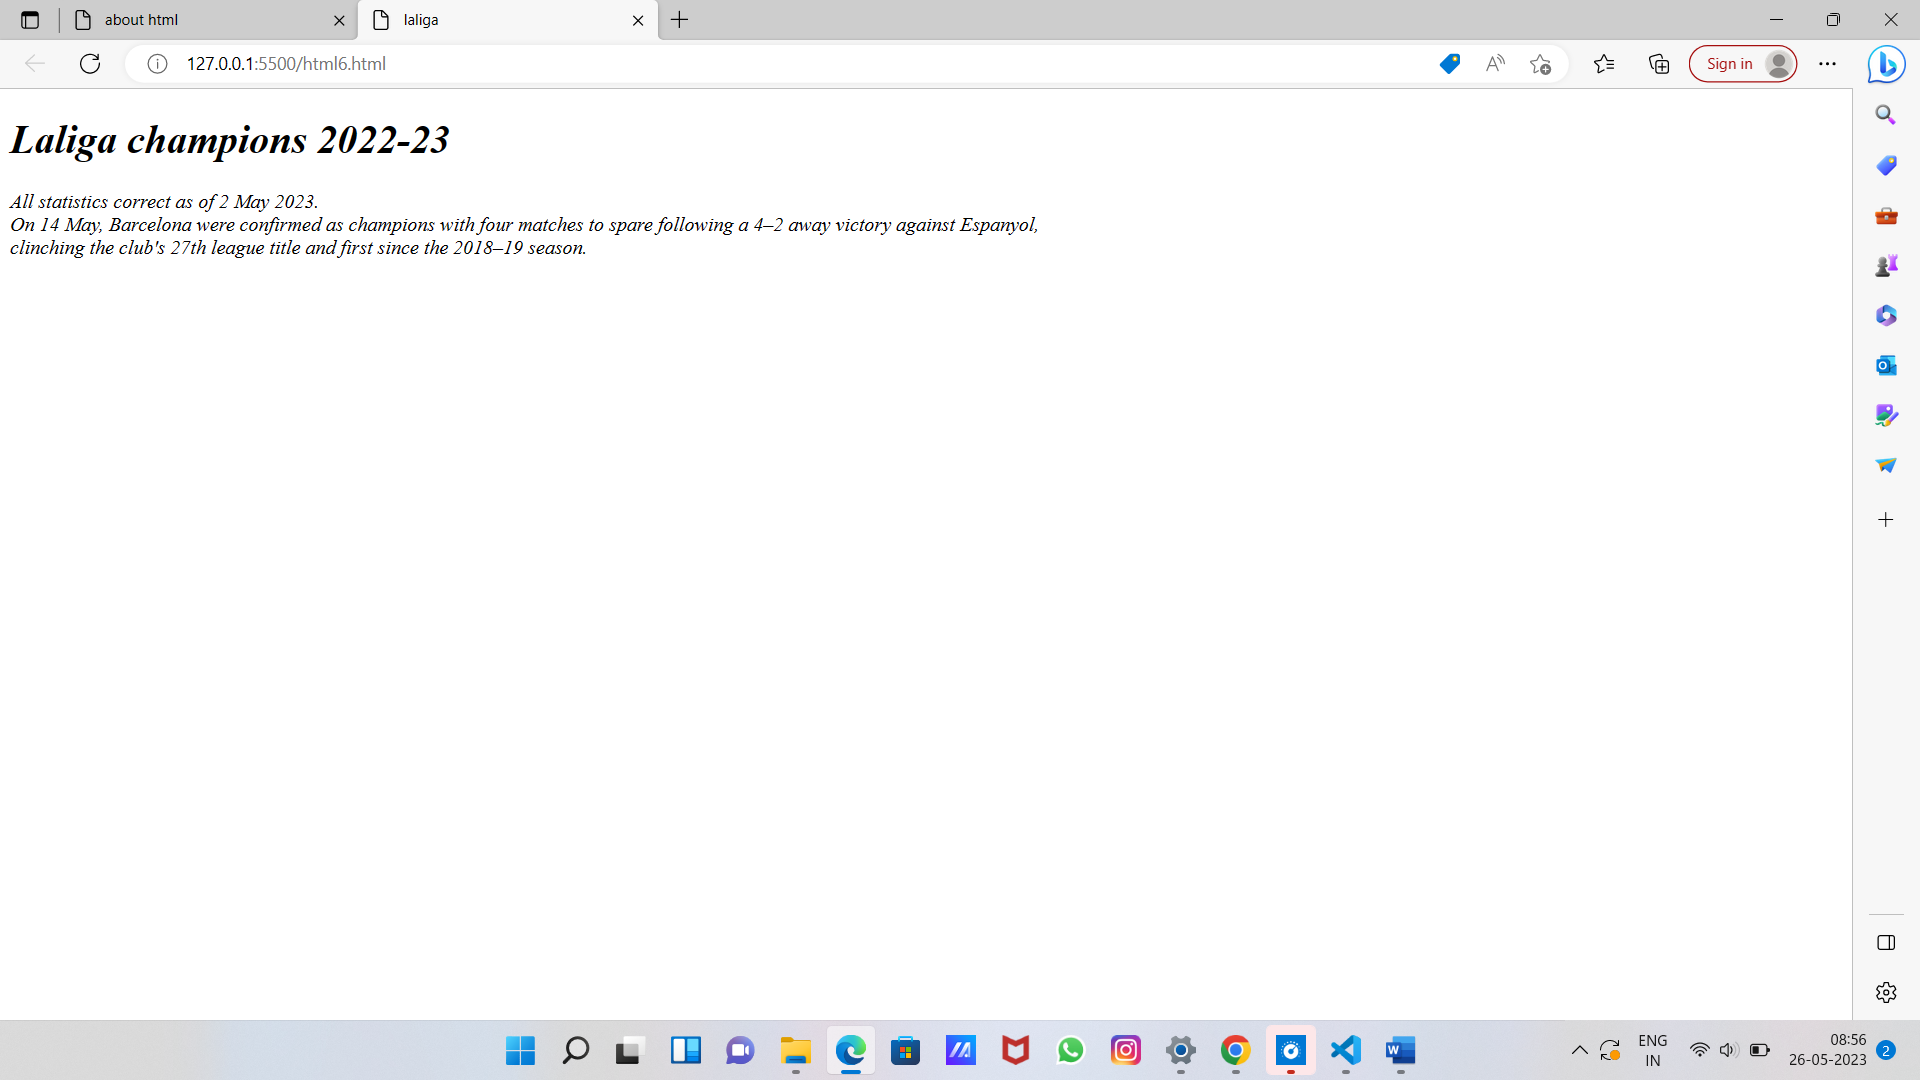 about html
laliga
127.0.0.1:5500/html6.html
Sign in
Laliga champions 2022-23
All statistics correct as of 2 May 2023.
On 14 May, Barcelona were confirmed as champions with four matches to spare following a 4–2 away victory against Espanyol,
clinching the club's 27th league title and first since the 2018–19 season.
ENG
IN
08:56
26-05-2023
2